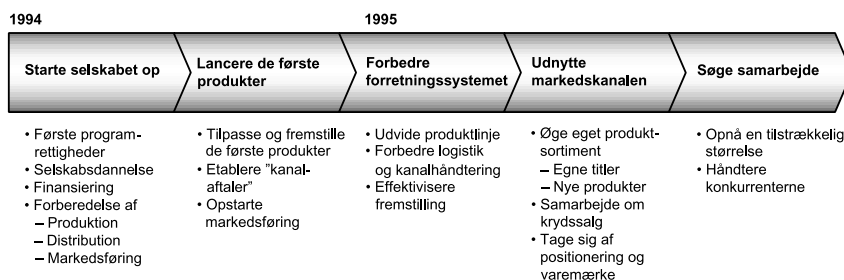 1994
1995
Starte selskabet op
Lancere de første
produkter
Forbedre
forretningssystemet
Udnytte
markedskanalen
Søge samarbejde
• Første program-
rettigheder
• Selskabsdannelse
• Finansiering
• Forberedelse af
– Produktion
– Distribution
– Markedsføring
• Tilpasse og fremstille
de første produkter
• Etablere ”kanal-
aftaler”
• Opstarte
markedsføring
• Udvide produktlinje
• Forbedre logistik
og kanalhåndtering
• Effektivisere
fremstilling
• Øge eget produkt-
sortiment
– Egne titler
– Nye produkter
• Samarbejde om
krydssalg
• Tage sig af
positionering og
varemærke
• Opnå en tilstrækkelig
størrelse
• Håndtere
konkurrenterne